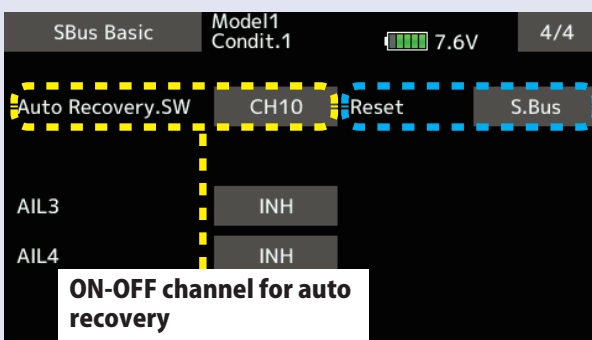 SBus Basic
Model1
Condit.1
7.6V
4/4
Auto Recovery.SW CH10 Reset S.Bus
AIL3 INH
AIL4 INH
ON-OFF channel for auto
recovery